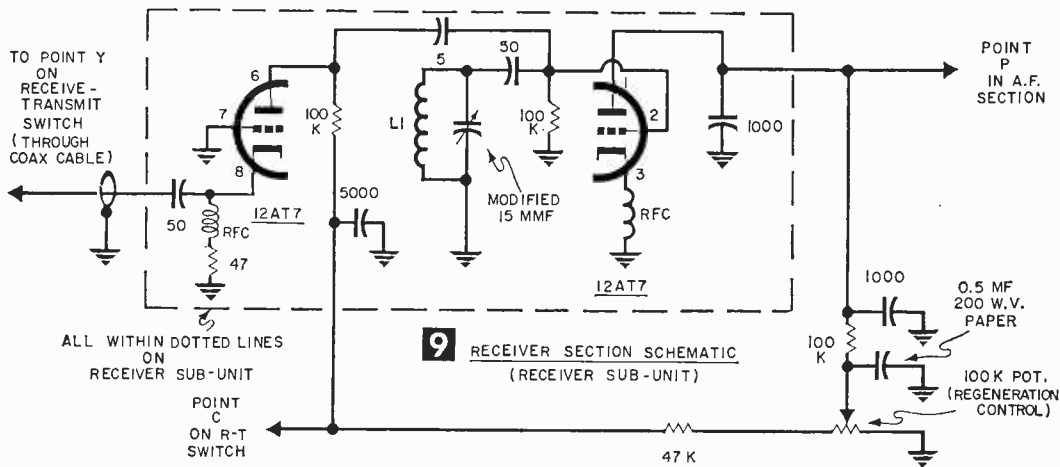 TO POINT Y
ON
RECEIVE-
TRANSMIT
SWITCH
(THROUGH
COAX CABLE)
6
7
8
100
K
5
50
L1
100
K
2
3
1000
POINT
P
IN A.F.
SECTION
50
RFC
47
12AT7
5000
MODIFIED
15 MMF
RFC
12AT7
ALL WITHIN DOTTED LINES
ON
RECEIVER SUB-UNIT
9 RECEIVER SECTION SCHEMATIC
(RECEIVER SUB-UNIT)
1000
100
K
0.5 MF
200 W.V.
PAPER
100 K POT.
(REGENERATION
CONTROL)
POINT
C
ON R-T
SWITCH
47 K